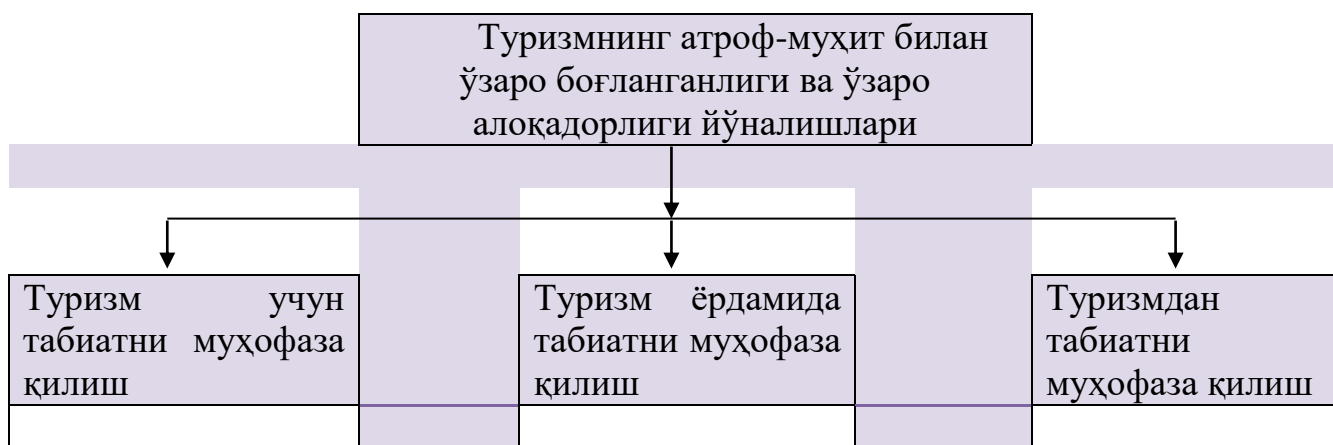 Туризмнинг атроф-муҳит билан
ўзаро боғланганлиги ва ўзаро
алоқадорлиги йўналишлари
Туризм учун
табиатни муҳофаза
қилиш
Туризм ёрдамида
табиатни муҳофаза
қилиш
Туризмдан
табиатни
муҳофаза қилиш